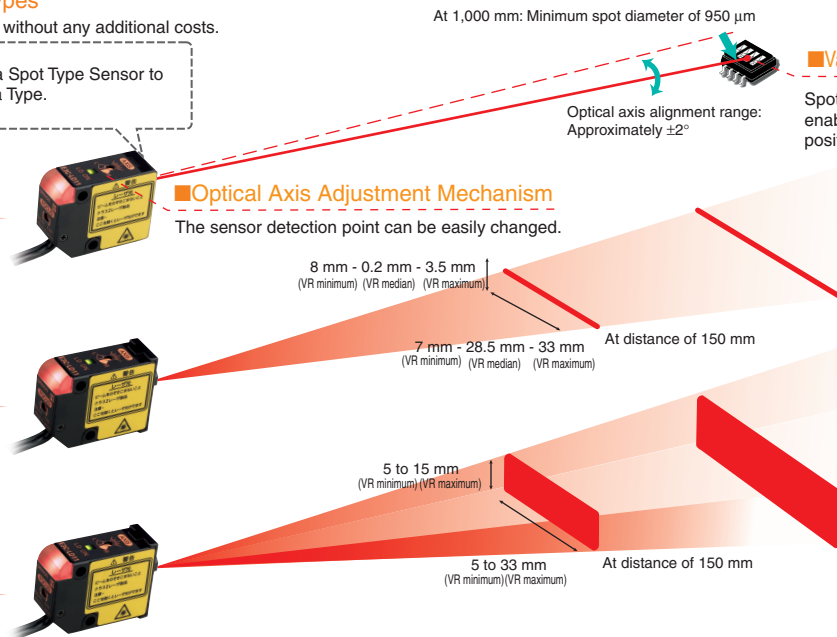 ypes
without any additional costs.
a Spot Type Sensor to
a Type.
At 1,000 mm: Minimum spot diameter of 950 µm
Optical axis alignment range:
Approximately ±2°
■Va
Spot
enab
posit
■Optical Axis Adjustment Mechanism
The sensor detection point can be easily changed.
8 mm - 0.2 mm - 3.5 mm
(VR minimum) (VR median) (VR maximum)
7 mm - 28.5 mm - 33 mm
(VR minimum) (VR median) (VR maximum)
At distance of 150 mm
5 to 15 mm
(VR minimum)(VR maximum)
5 to 33 mm
(VR minimum)(VR maximum)
At distance of 150 mm